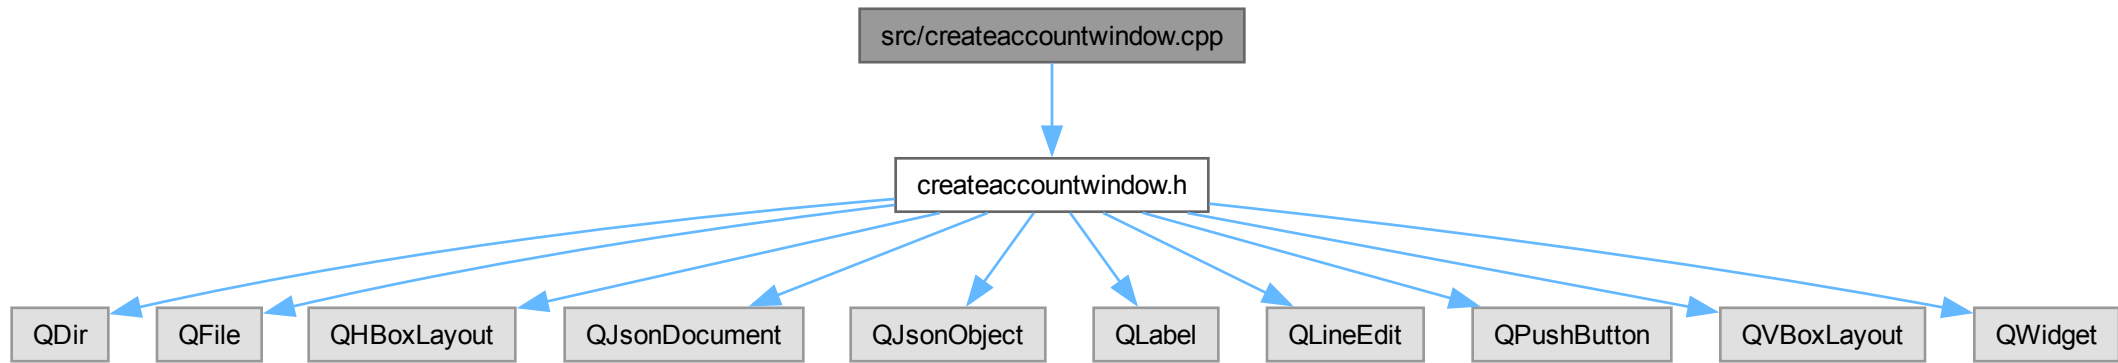 src/createaccountwindow.cpp
createaccountwindow.h
QDir
QFile
QHBoxLayout
QJsonDocument
QJsonObject
QLabel
QLineEdit
QPushButton
QVBoxLayout
QWidget